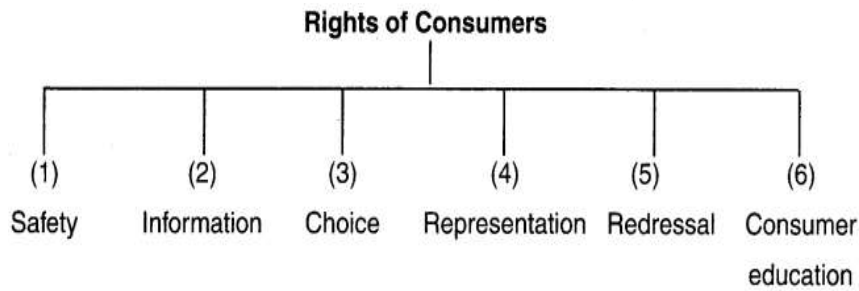 Rights of Consumers
(1) (2) (3) (4) (5) (6)
Safety Information Choice Representation Redressal Consumer
education